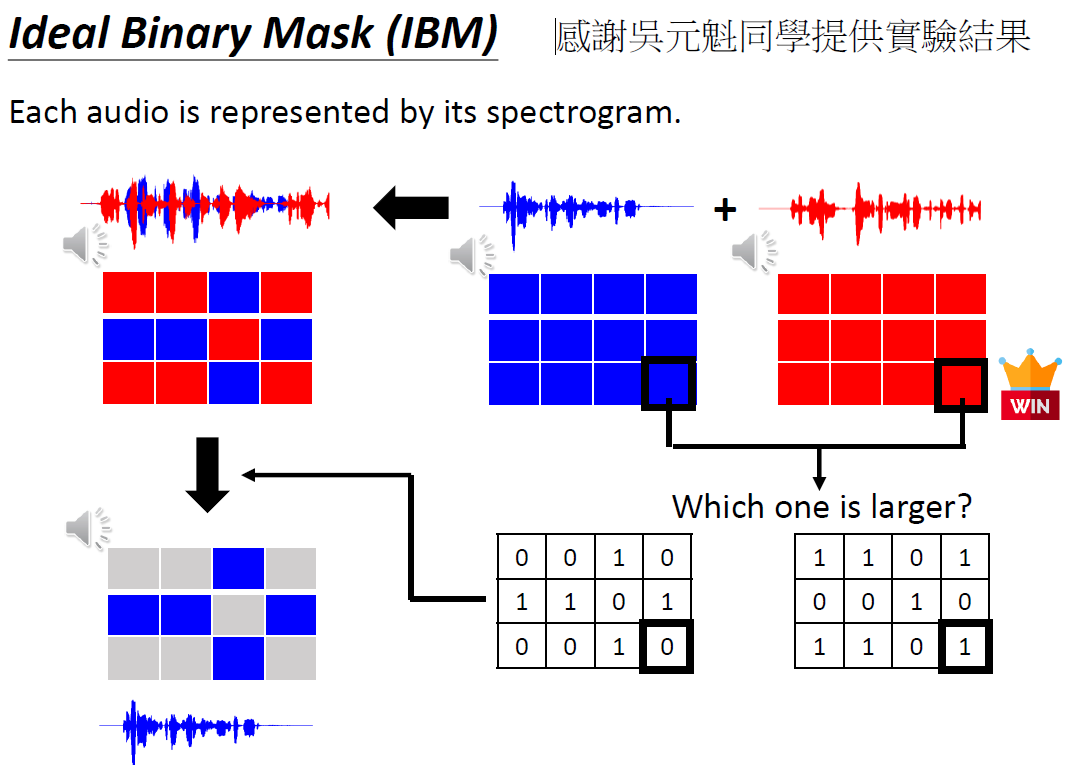 Ideal Binary Mask (IBM)
感謝吳元魁同學提供實驗結果
Each audio is represented by its spectrogram.
+
WIN
Which one is larger?
0 0 1 0
1 1 0 1
0 0 1 0
1 1 0 1
0 0 1 0
1 1 0 1